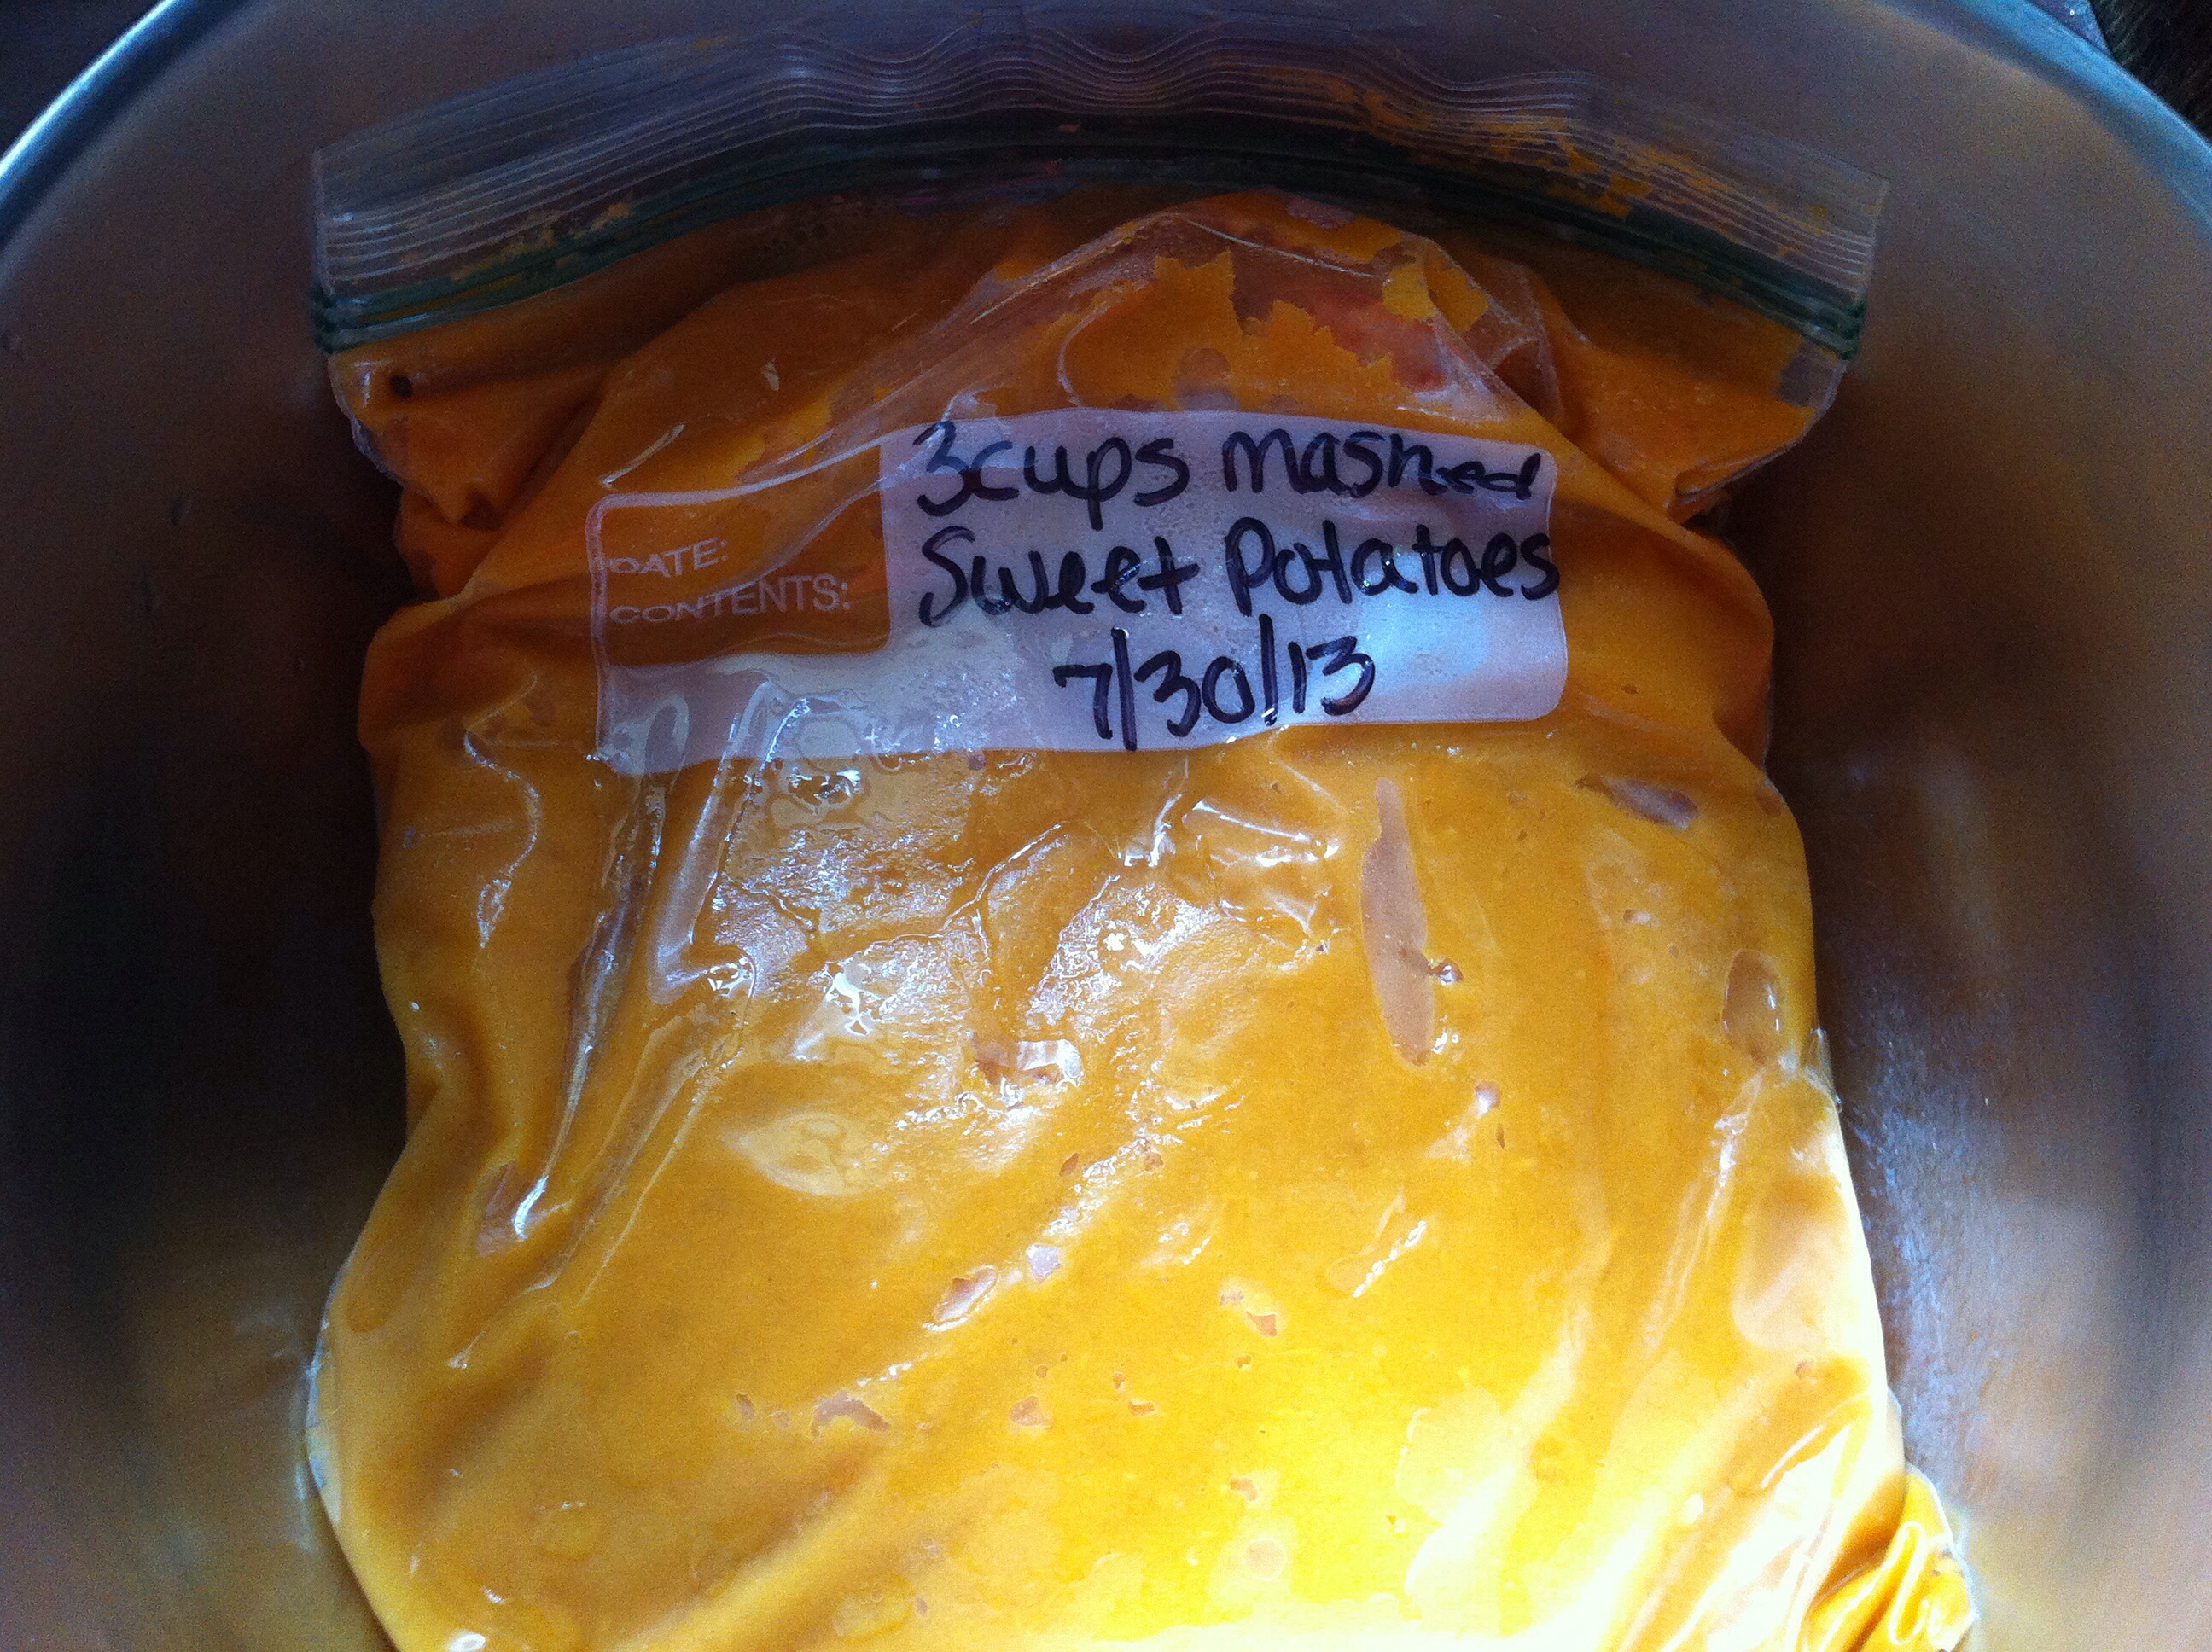 3cups mashed
Sweet Potatoes
DATE:
CONTENTS:
7/30/13